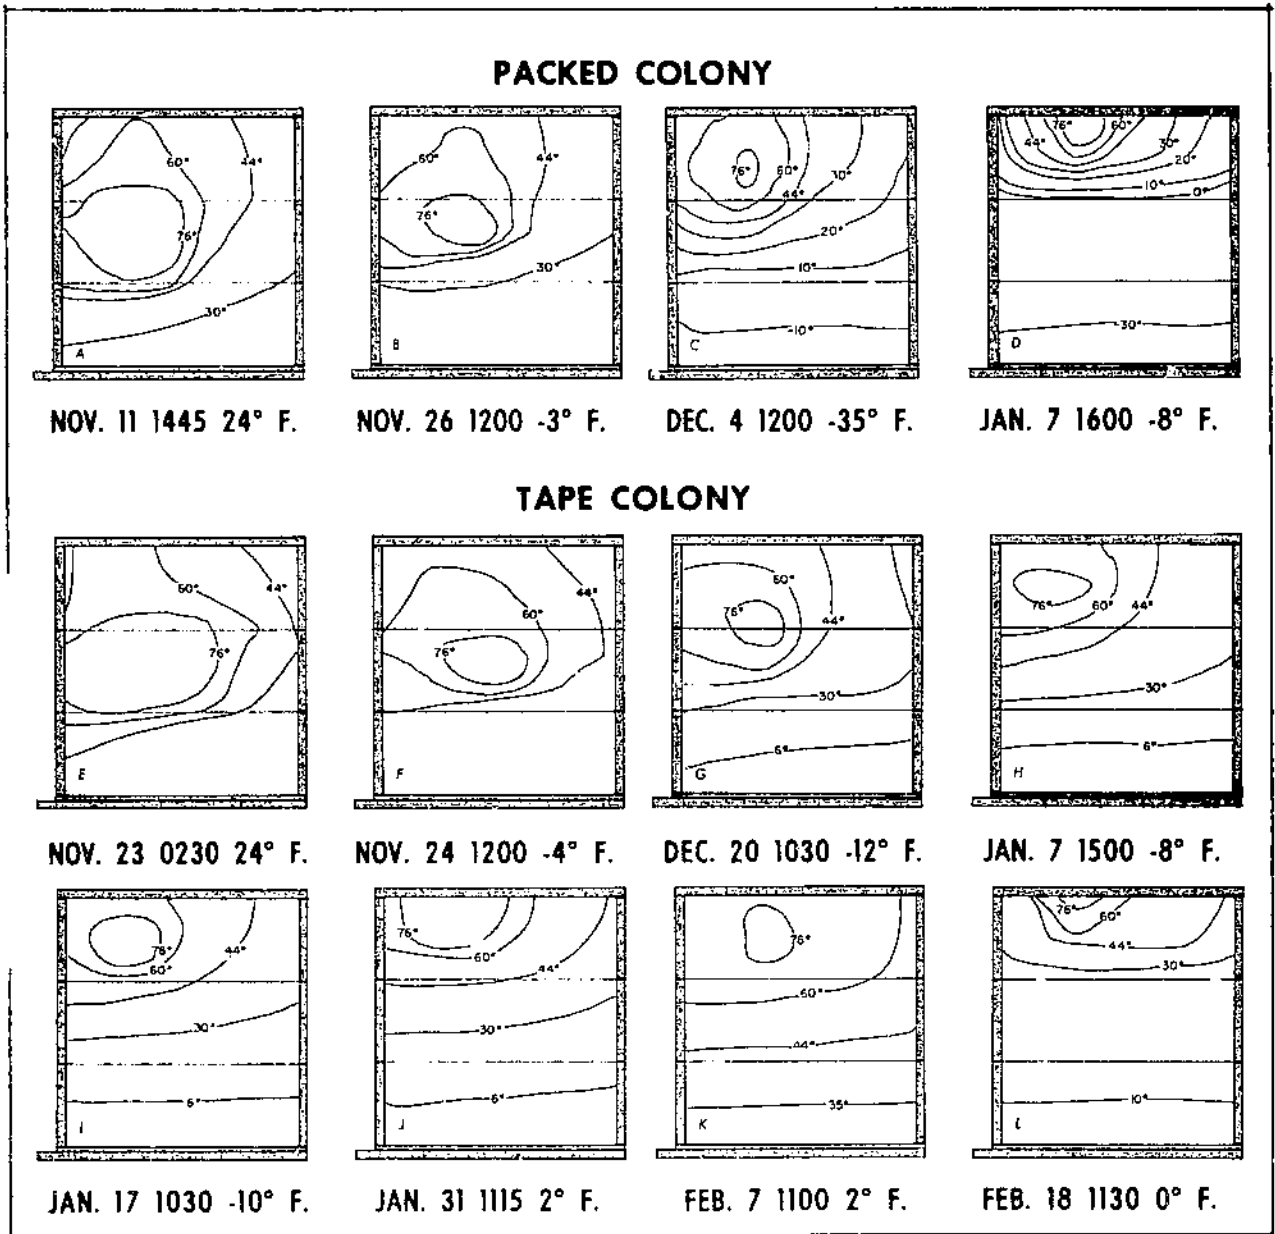 PACKED COLONY
60° 44° 76° 30° A
60° 44° 76° 30° B
76° 60° 44° 30° 20° 10° -10° C
76° 60° 44° 30° 20° 10° 0° -30° D
NOV. 11 1445 24° F. NOV. 26 1200 -3° F. DEC. 4 1200 -35° F. JAN. 7 1600 -8° F.
TAPE COLONY
60° 44° 76° E
60° 44° 76° F
60° 76° 44° 30° 6° G
76° 60° 44° 30° 6° H
NOV. 23 0230 24° F. NOV. 24 1200 -4° F. DEC. 20 1030 -12° F. JAN. 7 1500 -8° F.
76° 60° 44° 30° 6° I
76° 60° 44° 30° 6° J
76° 60° 44° 35° K
76° 60° 44° 30° 10° L
JAN. 17 1030 -10° F. JAN. 31 1115 2° F. FEB. 7 1100 2° F. FEB. 18 1130 0° F.